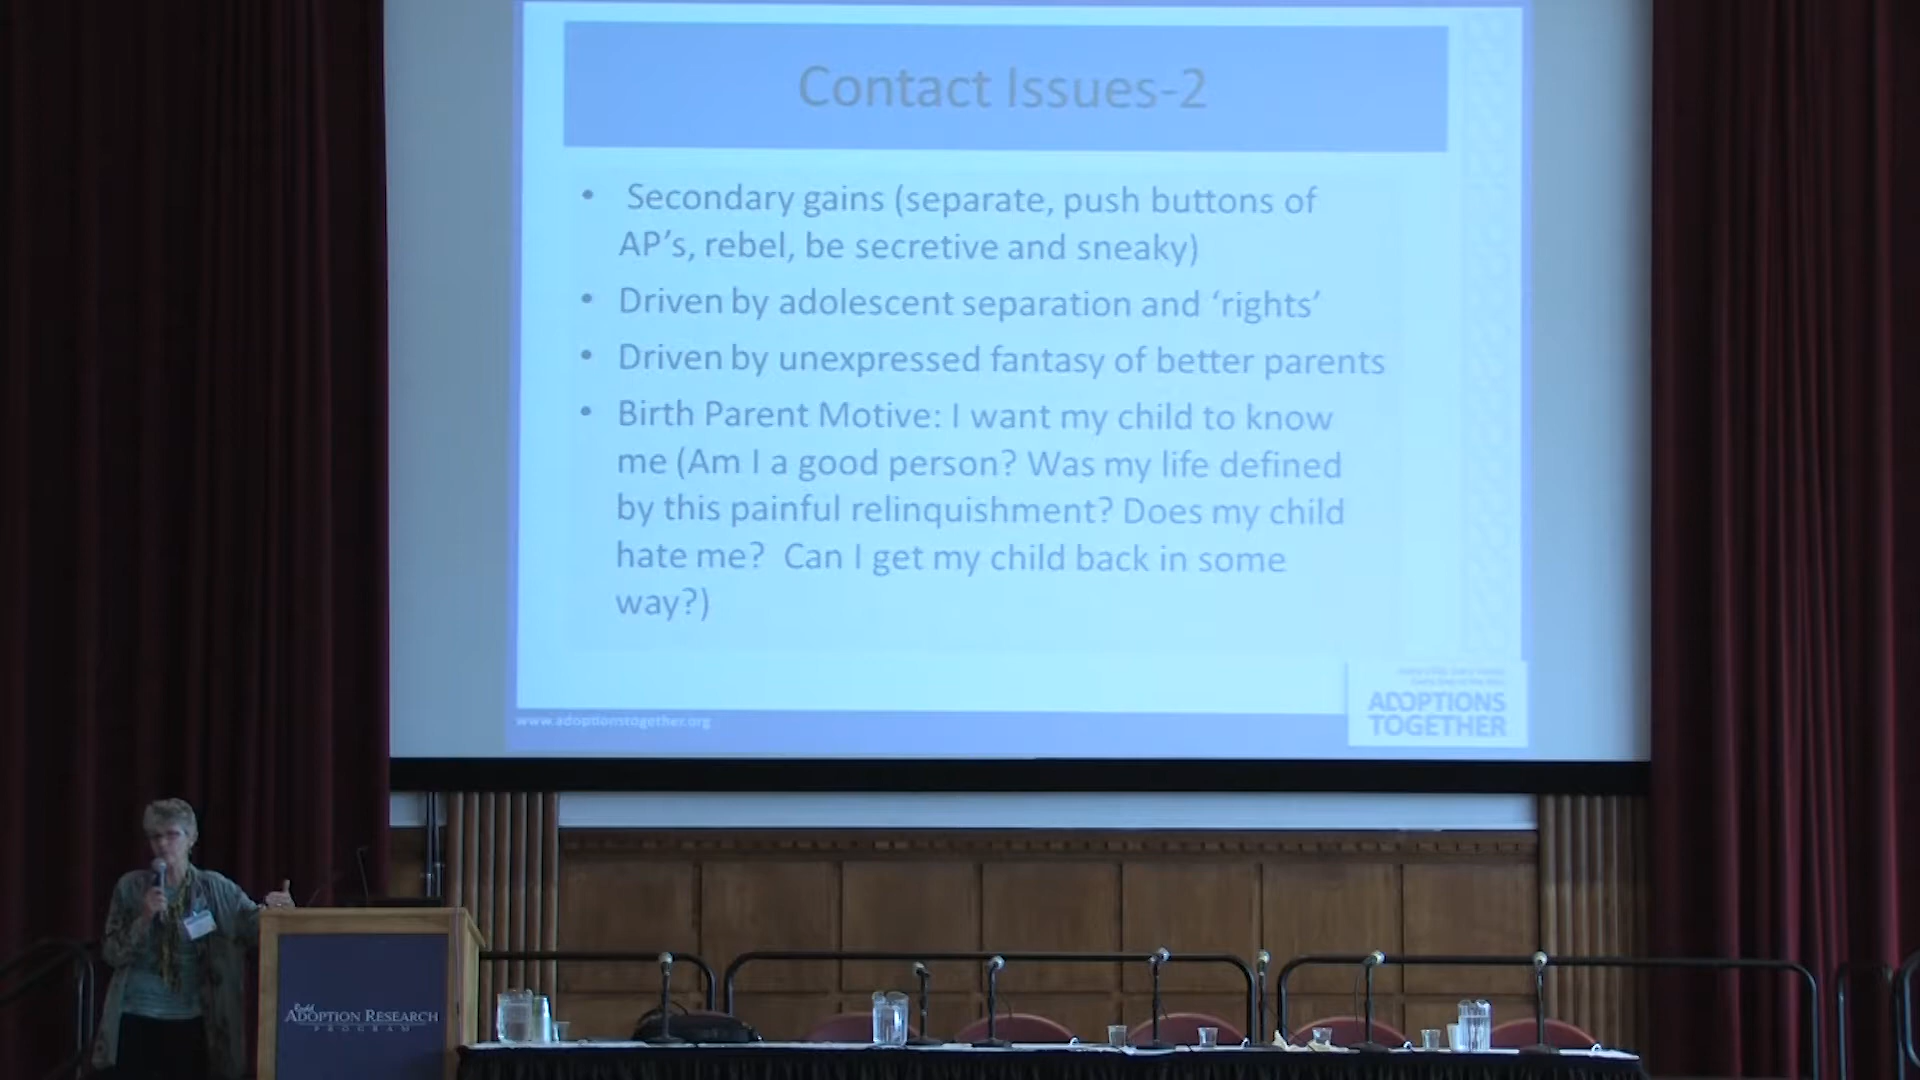 Contact Issues-2
• Secondary gains (separate, push buttons of
AP's, rebel, be secretive and sneaky)
• Driven by adolescent separation and ‘rights’
• Driven by unexpressed fantasy of better parents
• Birth Parent Motive: I want my child to know
me (Am I a good person? Was my life defined
by this painful relinquishment? Does my child
hate me?  Can I get my child back in some
way?)
www.adoptionstogether.org
ADOPTIONS
TOGETHER
Rudd
ADOPTION RESEARCH
PROGRAM